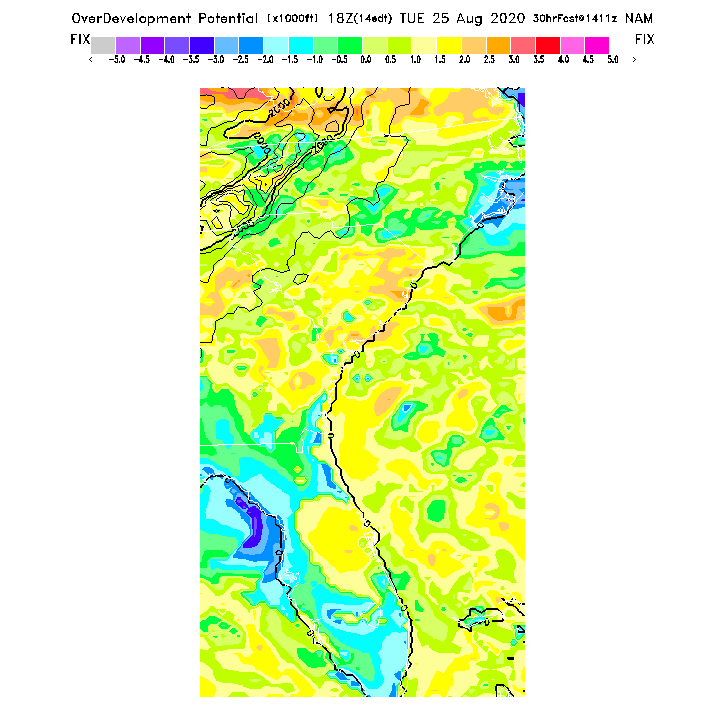 OverDevelopment Potential [x1000ft] 18Z(14edt) TUE 25 Aug 2020 30hrFcst@1411z NAM
FIX FIX
< -5.0 -4.5 -4.0 -3.5 -3.0 -2.5 -2.0 -1.5 -1.0 -0.5 0.0 0.5 1.0 1.5 2.0 2.5 3.0 3.5 4.0 4.5 5.0 >
2000
2000